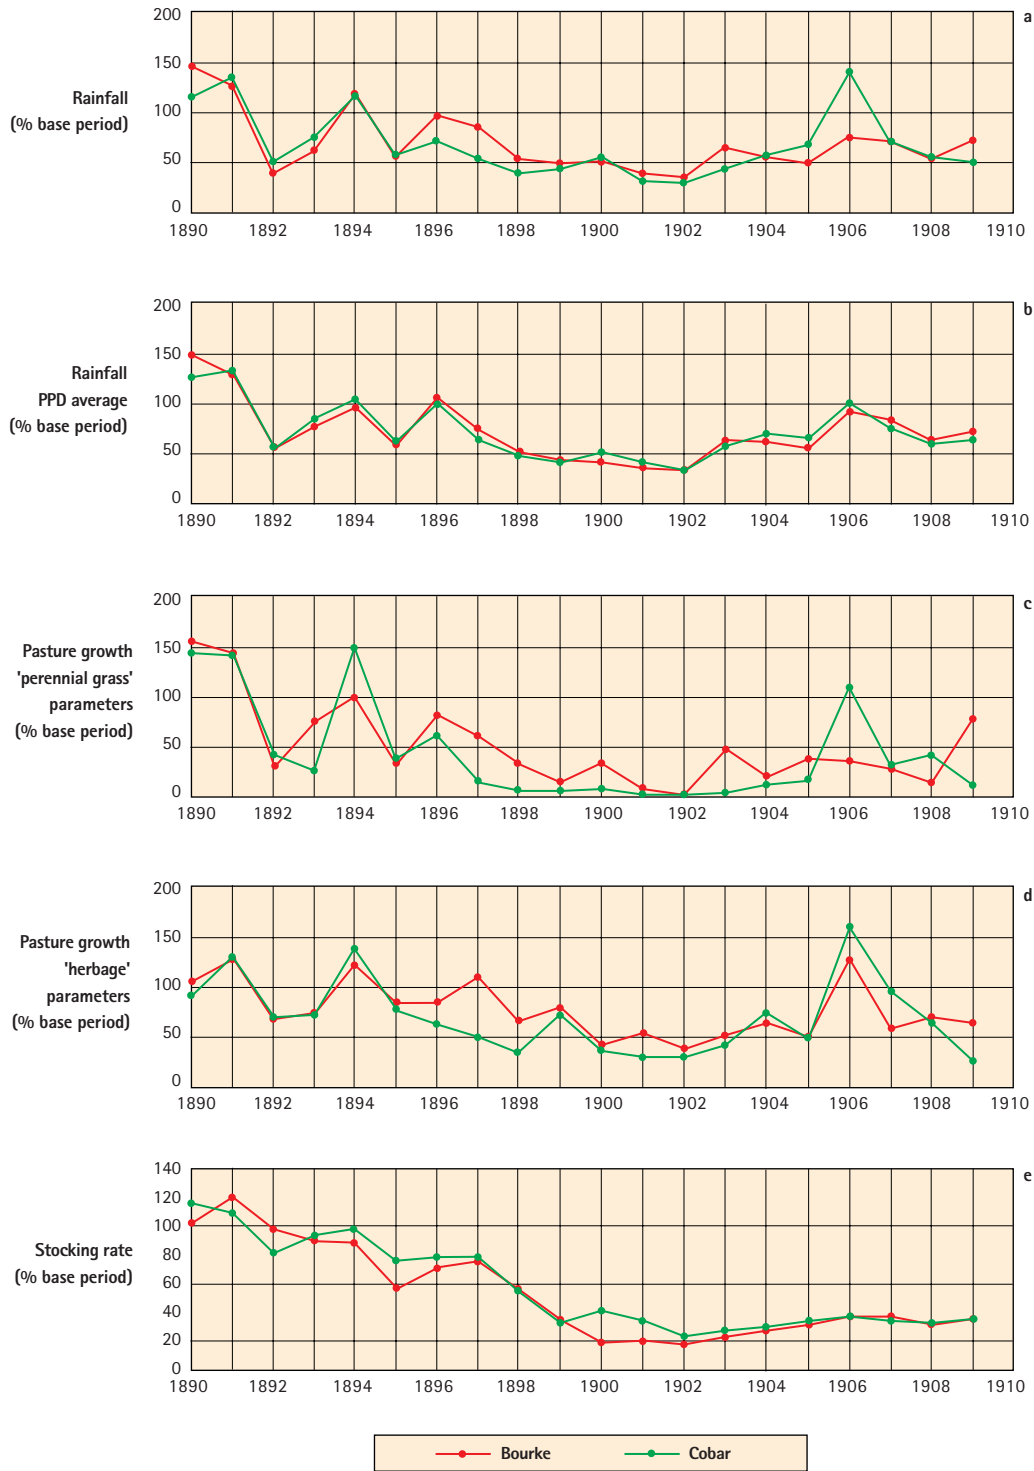 a
200
150
100
50
0
Rainfall
(% base period)
1890 1892 1894 1896 1898 1900 1902 1904 1906 1908 1910
b
200
150
100
50
0
Rainfall
PPD average
(% base period)
1890 1892 1894 1896 1898 1900 1902 1904 1906 1908 1910
c
200
150
100
50
0
Pasture growth
'perennial grass'
parameters
(% base period)
1890 1892 1894 1896 1898 1900 1902 1904 1906 1908 1910
d
200
150
100
50
0
Pasture growth
'herbage'
parameters
(% base period)
1890 1892 1894 1896 1898 1900 1902 1904 1906 1908 1910
e
140
120
100
80
60
40
20
0
Stocking rate
(% base period)
1890 1892 1894 1896 1898 1900 1902 1904 1906 1908 1910
Bourke Cobar